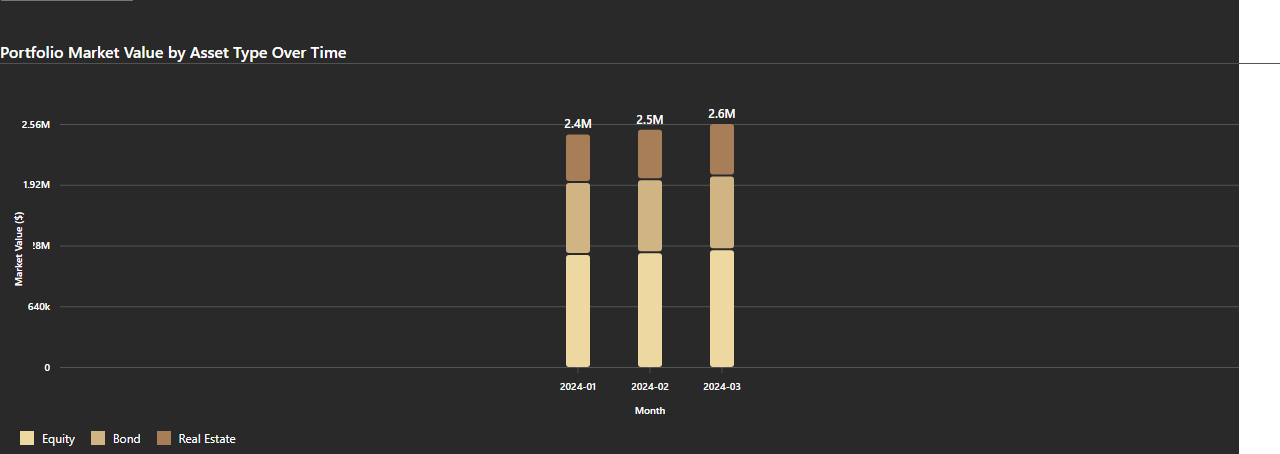 Portfolio Market Value by Asset Type Over Time
2.4M
2.5M
2.6M
2.56M
1.92M
640k
0
Market Value ($)
2024-01
2024-02
2024-03
Month
Equity
Bond
Real Estate